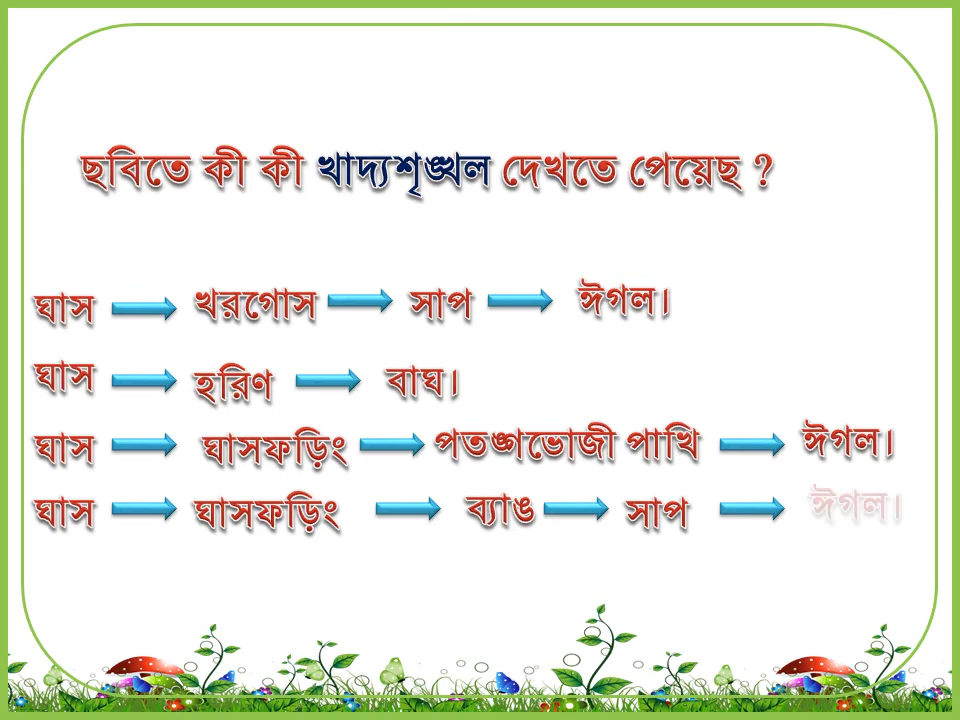 ছবিতে কী কী খাদ্যশৃঙ্খল দেখতে পেয়েছ ?
ঘাস খরগোস সাপ ঈগল।
ঘাস হরিণ বাঘ।
ঘাস ঘাসফড়িং পতঙ্গভোজী পাখি ঈগল।
ঘাস ঘাসফড়িং ব্যাঙ সাপ ঈগল।